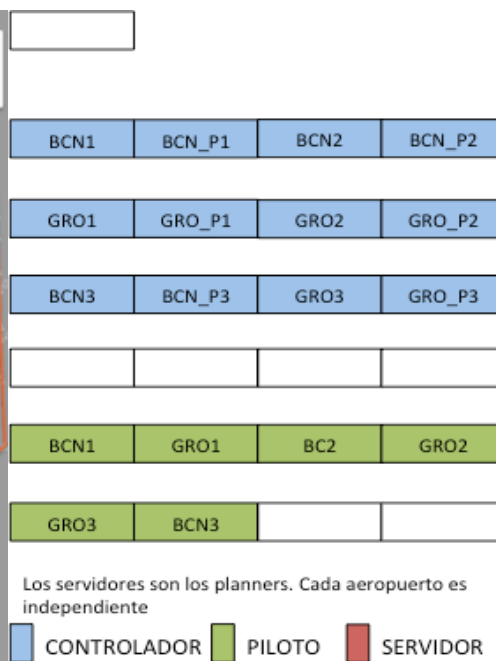 BCN1 BCN_P1 BCN2 BCN_P2
GRO1 GRO_P1 GRO2 GRO_P2
BCN3 BCN_P3 GRO3 GRO_P3
BCN1 GRO1 BC2 GRO2
GRO3 BCN3
Los servidores son los planners. Cada aeropuerto es
independiente
CONTROLADOR PILOTO SERVIDOR